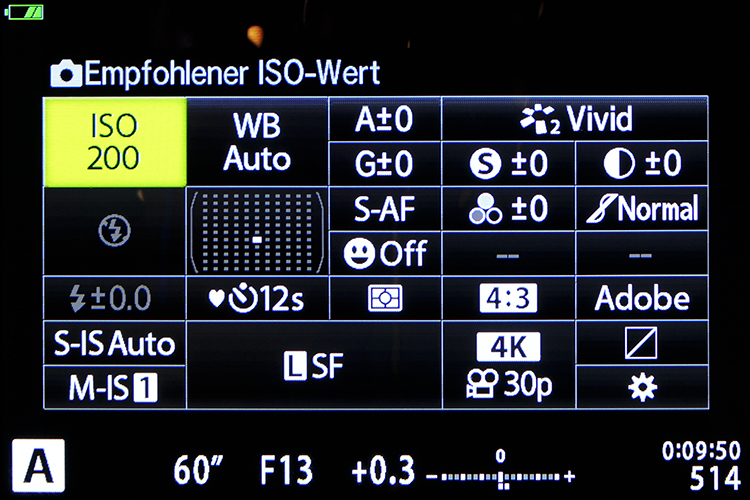 Empfohlener ISO-Wert
ISO
200
WB
Auto
A±0
2 Vivid
G±0
S ±0
±0
S-AF
±0
Normal
Off
--
--
±0.0
12s
4:3
Adobe
S-IS Auto
M-IS 1
L SF
4K
30p
A
60"
F13
+0.3
-
0
+
0:09:50
514